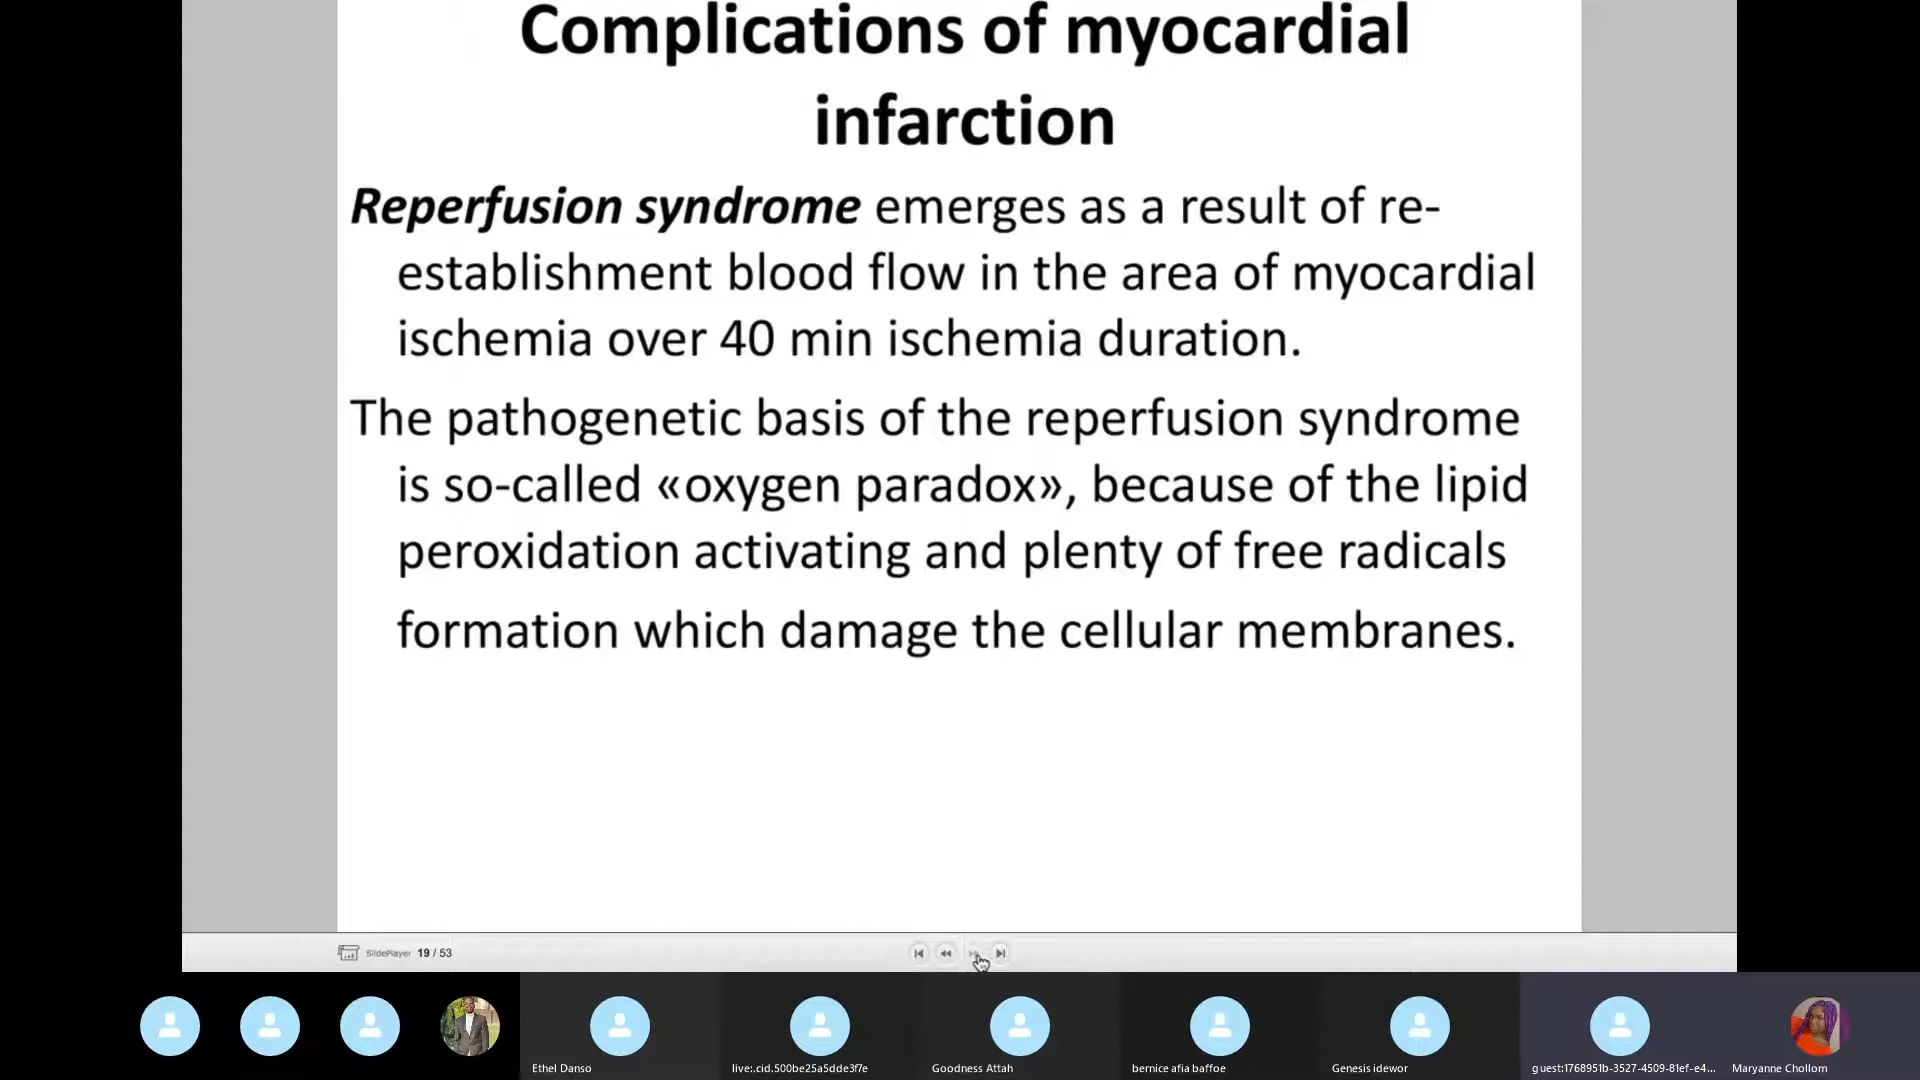 Complications of myocardial
infarction
Reperfusion syndrome emerges as a result of re-
establishment blood flow in the area of myocardial
ischemia over 40 min ischemia duration.
The pathogenetic basis of the reperfusion syndrome
is so-called «oxygen paradox», because of the lipid
peroxidation activating and plenty of free radicals
formation which damage the cellular membranes.
SlidePlayer 19 / 53
Ethel Danso
live:.cid.500be25a5dde3f7e
Goodness Attah
bernice afia baffoe
Genesis idewor
guest:1768951b-3527-4509-81ef-e4...
Maryanne Chollom